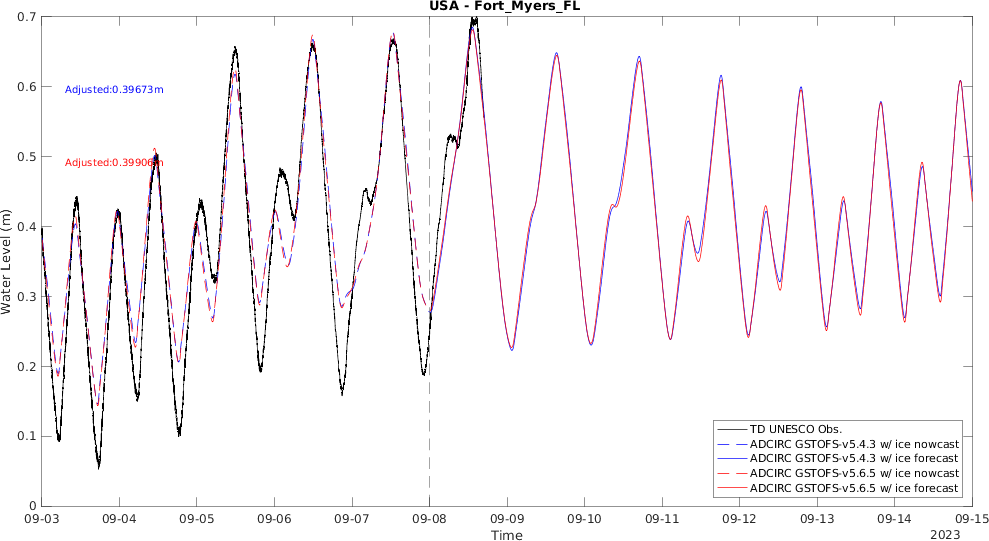 USA - Fort_Myers_FL
0.7
0.6
0.5
0.4
0.3
0.2
0.1
0
Water Level (m)
Adjusted:0.39673m
Adjusted:0.39906m
TD UNESCO Obs.
ADCIRC GSTOFS-v5.4.3 w/ ice nowcast
ADCIRC GSTOFS-v5.4.3 w/ ice forecast
ADCIRC GSTOFS-v5.6.5 w/ ice nowcast
ADCIRC GSTOFS-v5.6.5 w/ ice forecast
09-03 09-04 09-05 09-06 09-07 09-08 09-09 09-10 09-11 09-12 09-13 09-14 09-15
Time
2023